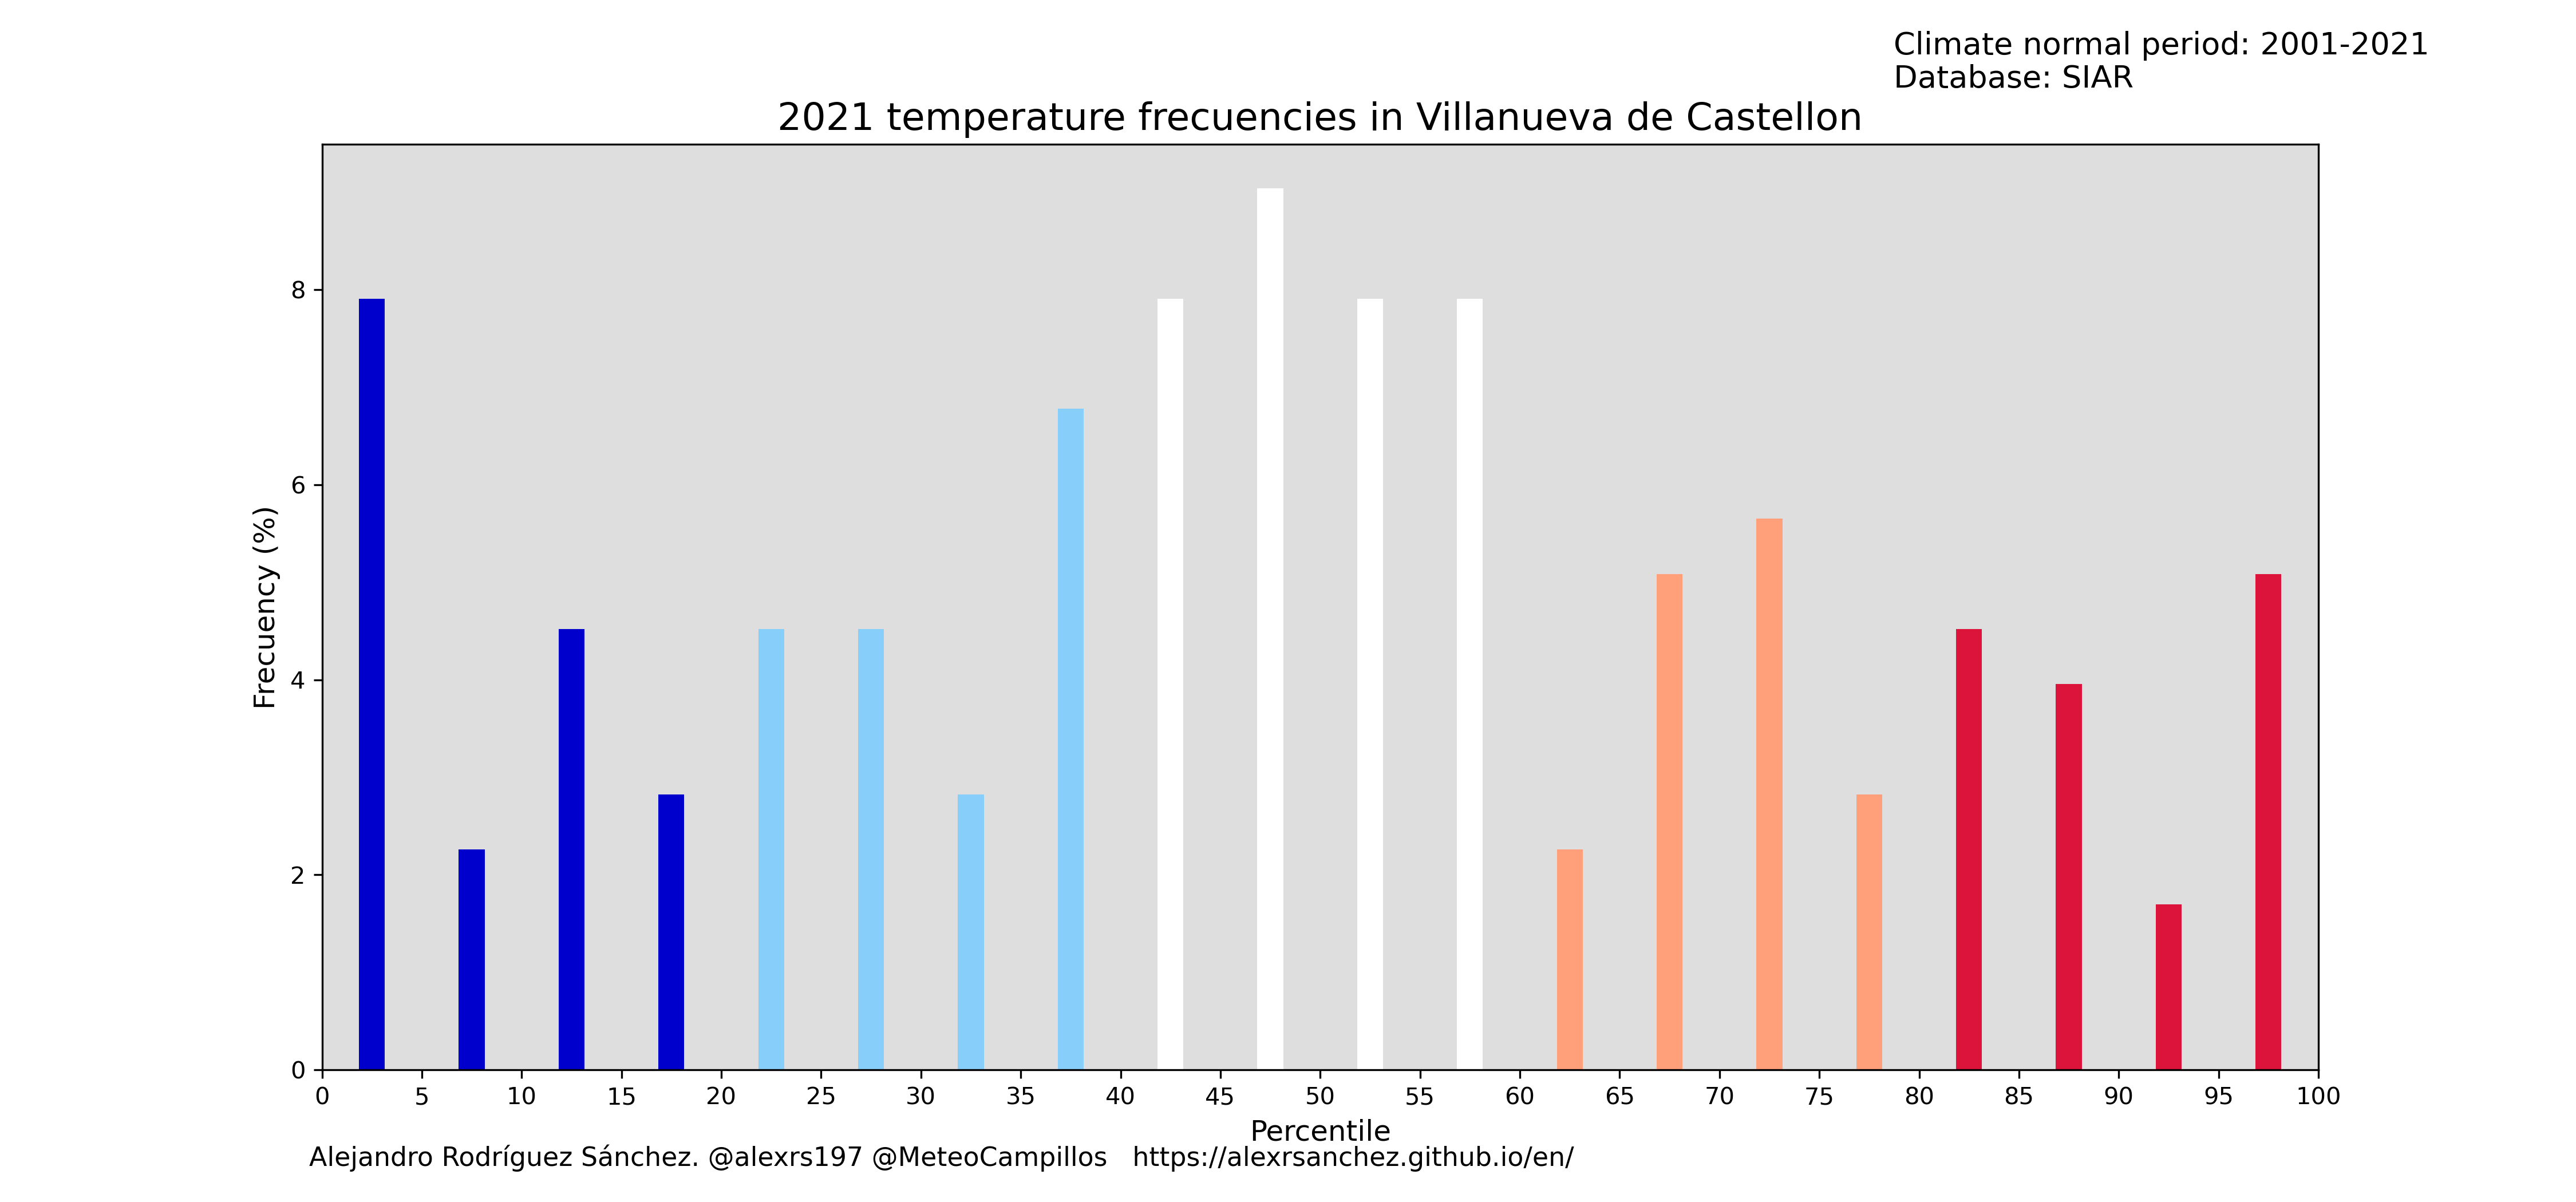 Climate normal period: 2001-2021
Database: SIAR
2021 temperature frecuencies in Villanueva de Castellon
Frecuency (%)
8
6
4
2
0
0 5 10 15 20 25 30 35 40 45 50 55 60 65 70 75 80 85 90 95 100
Percentile
Alejandro Rodríguez Sánchez. @alexrs197 @MeteoCampillos https://alexrsanchez.github.io/en/